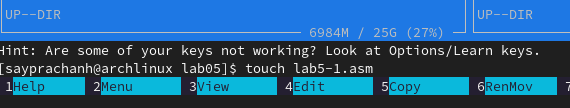 UP--DIR UP--DIR
6984M / 25G (27%)
Hint: Are some of your keys not working? Look at Options/Learn keys.
[sayprachanh@archlinux lab05]$ touch lab5-1.asm
1Help 2Menu 3View 4Edit 5Copy 6RenMov 7